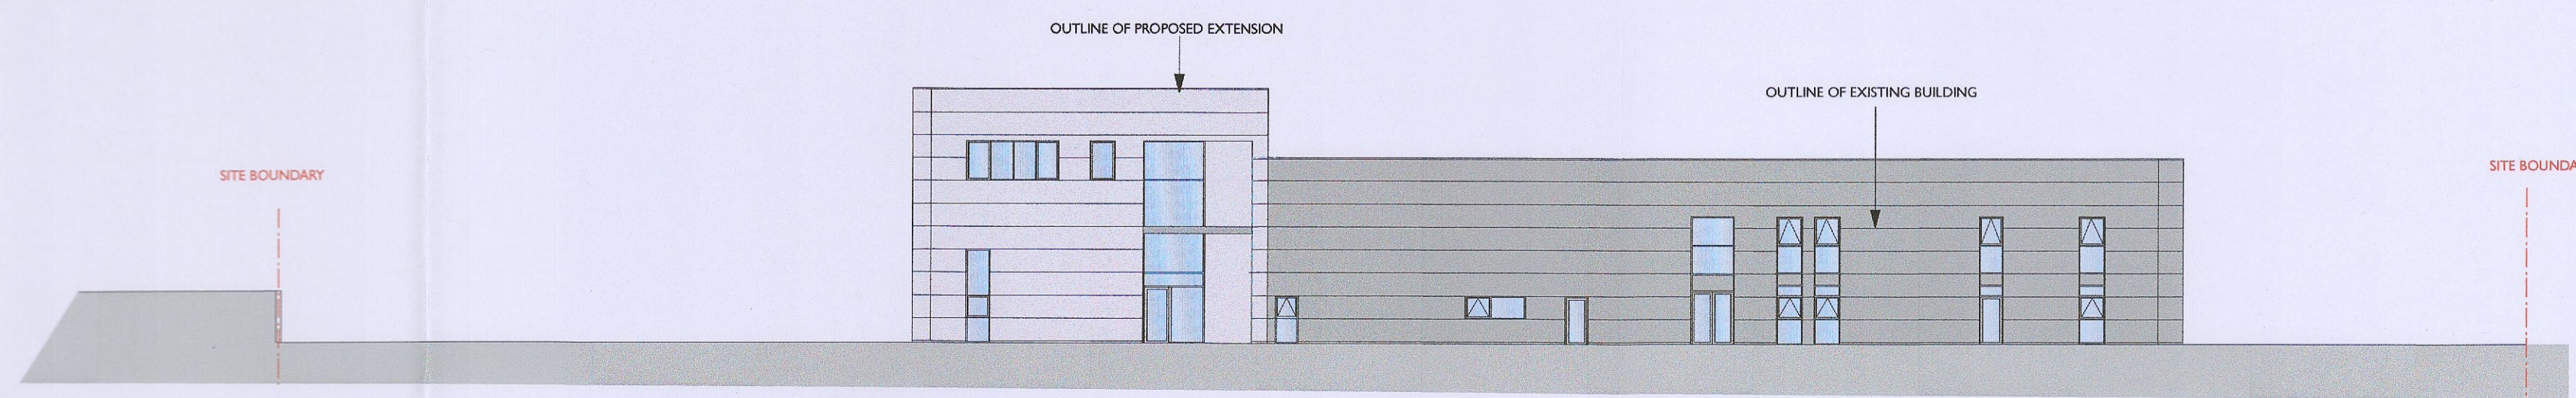 OUTLINE OF PROPOSED EXTENSION
OUTLINE OF EXISTING BUILDING
SITE BOUNDARY
SITE BOUNDA